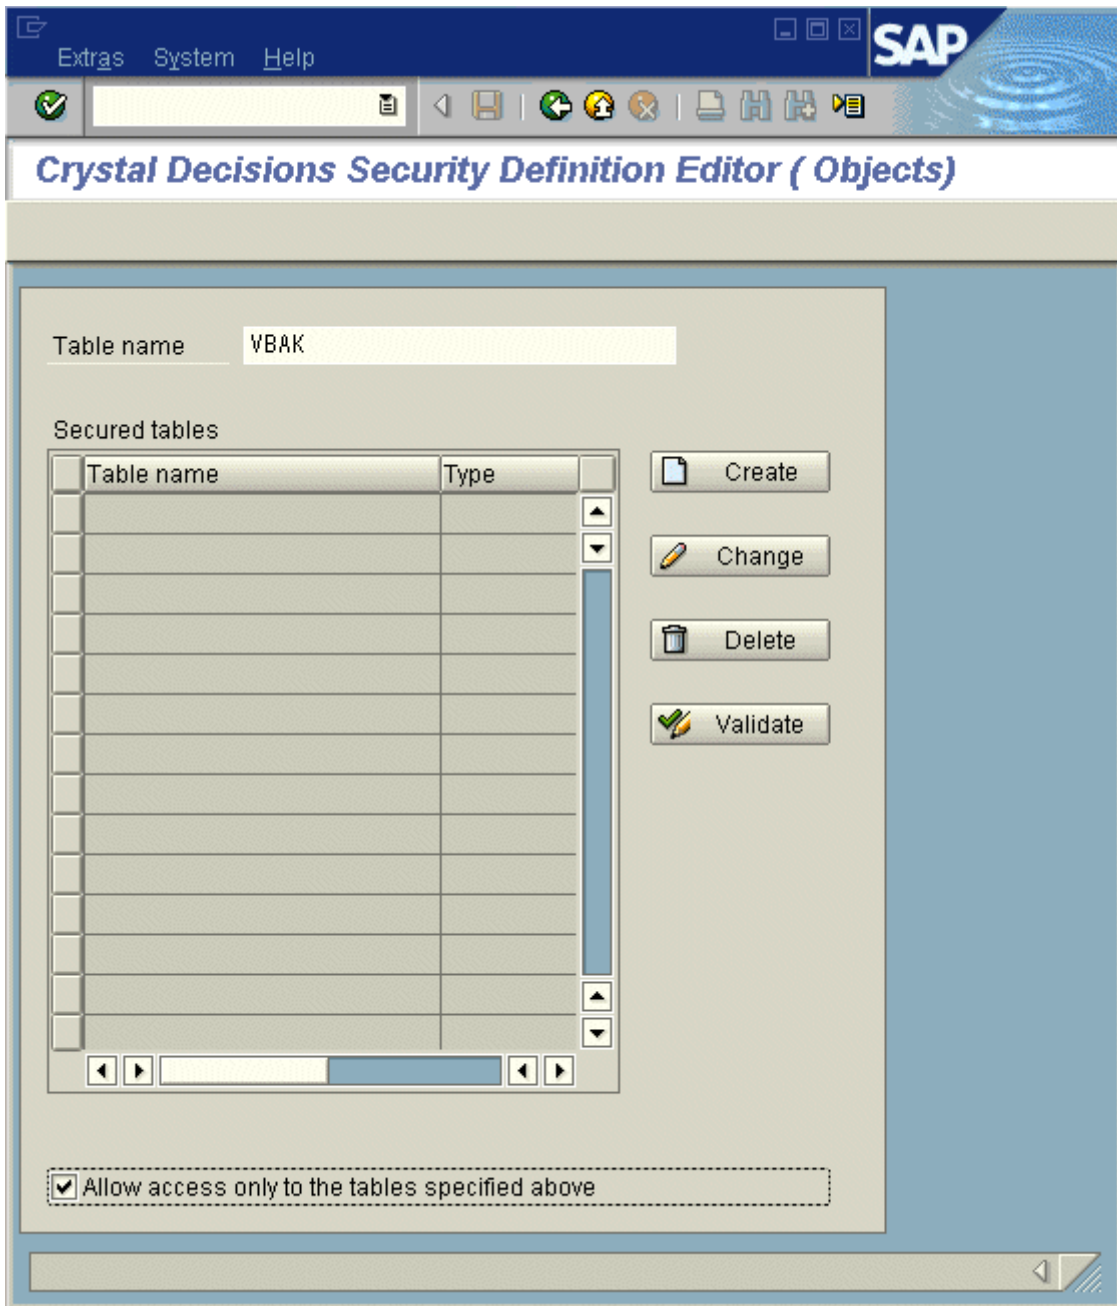 Extras System Help
SAP
Crystal Decisions Security Definition Editor ( Objects)
Table name VBAK
Secured tables
Table name Type
Create
Change
Delete
Validate
Allow access only to the tables specified above